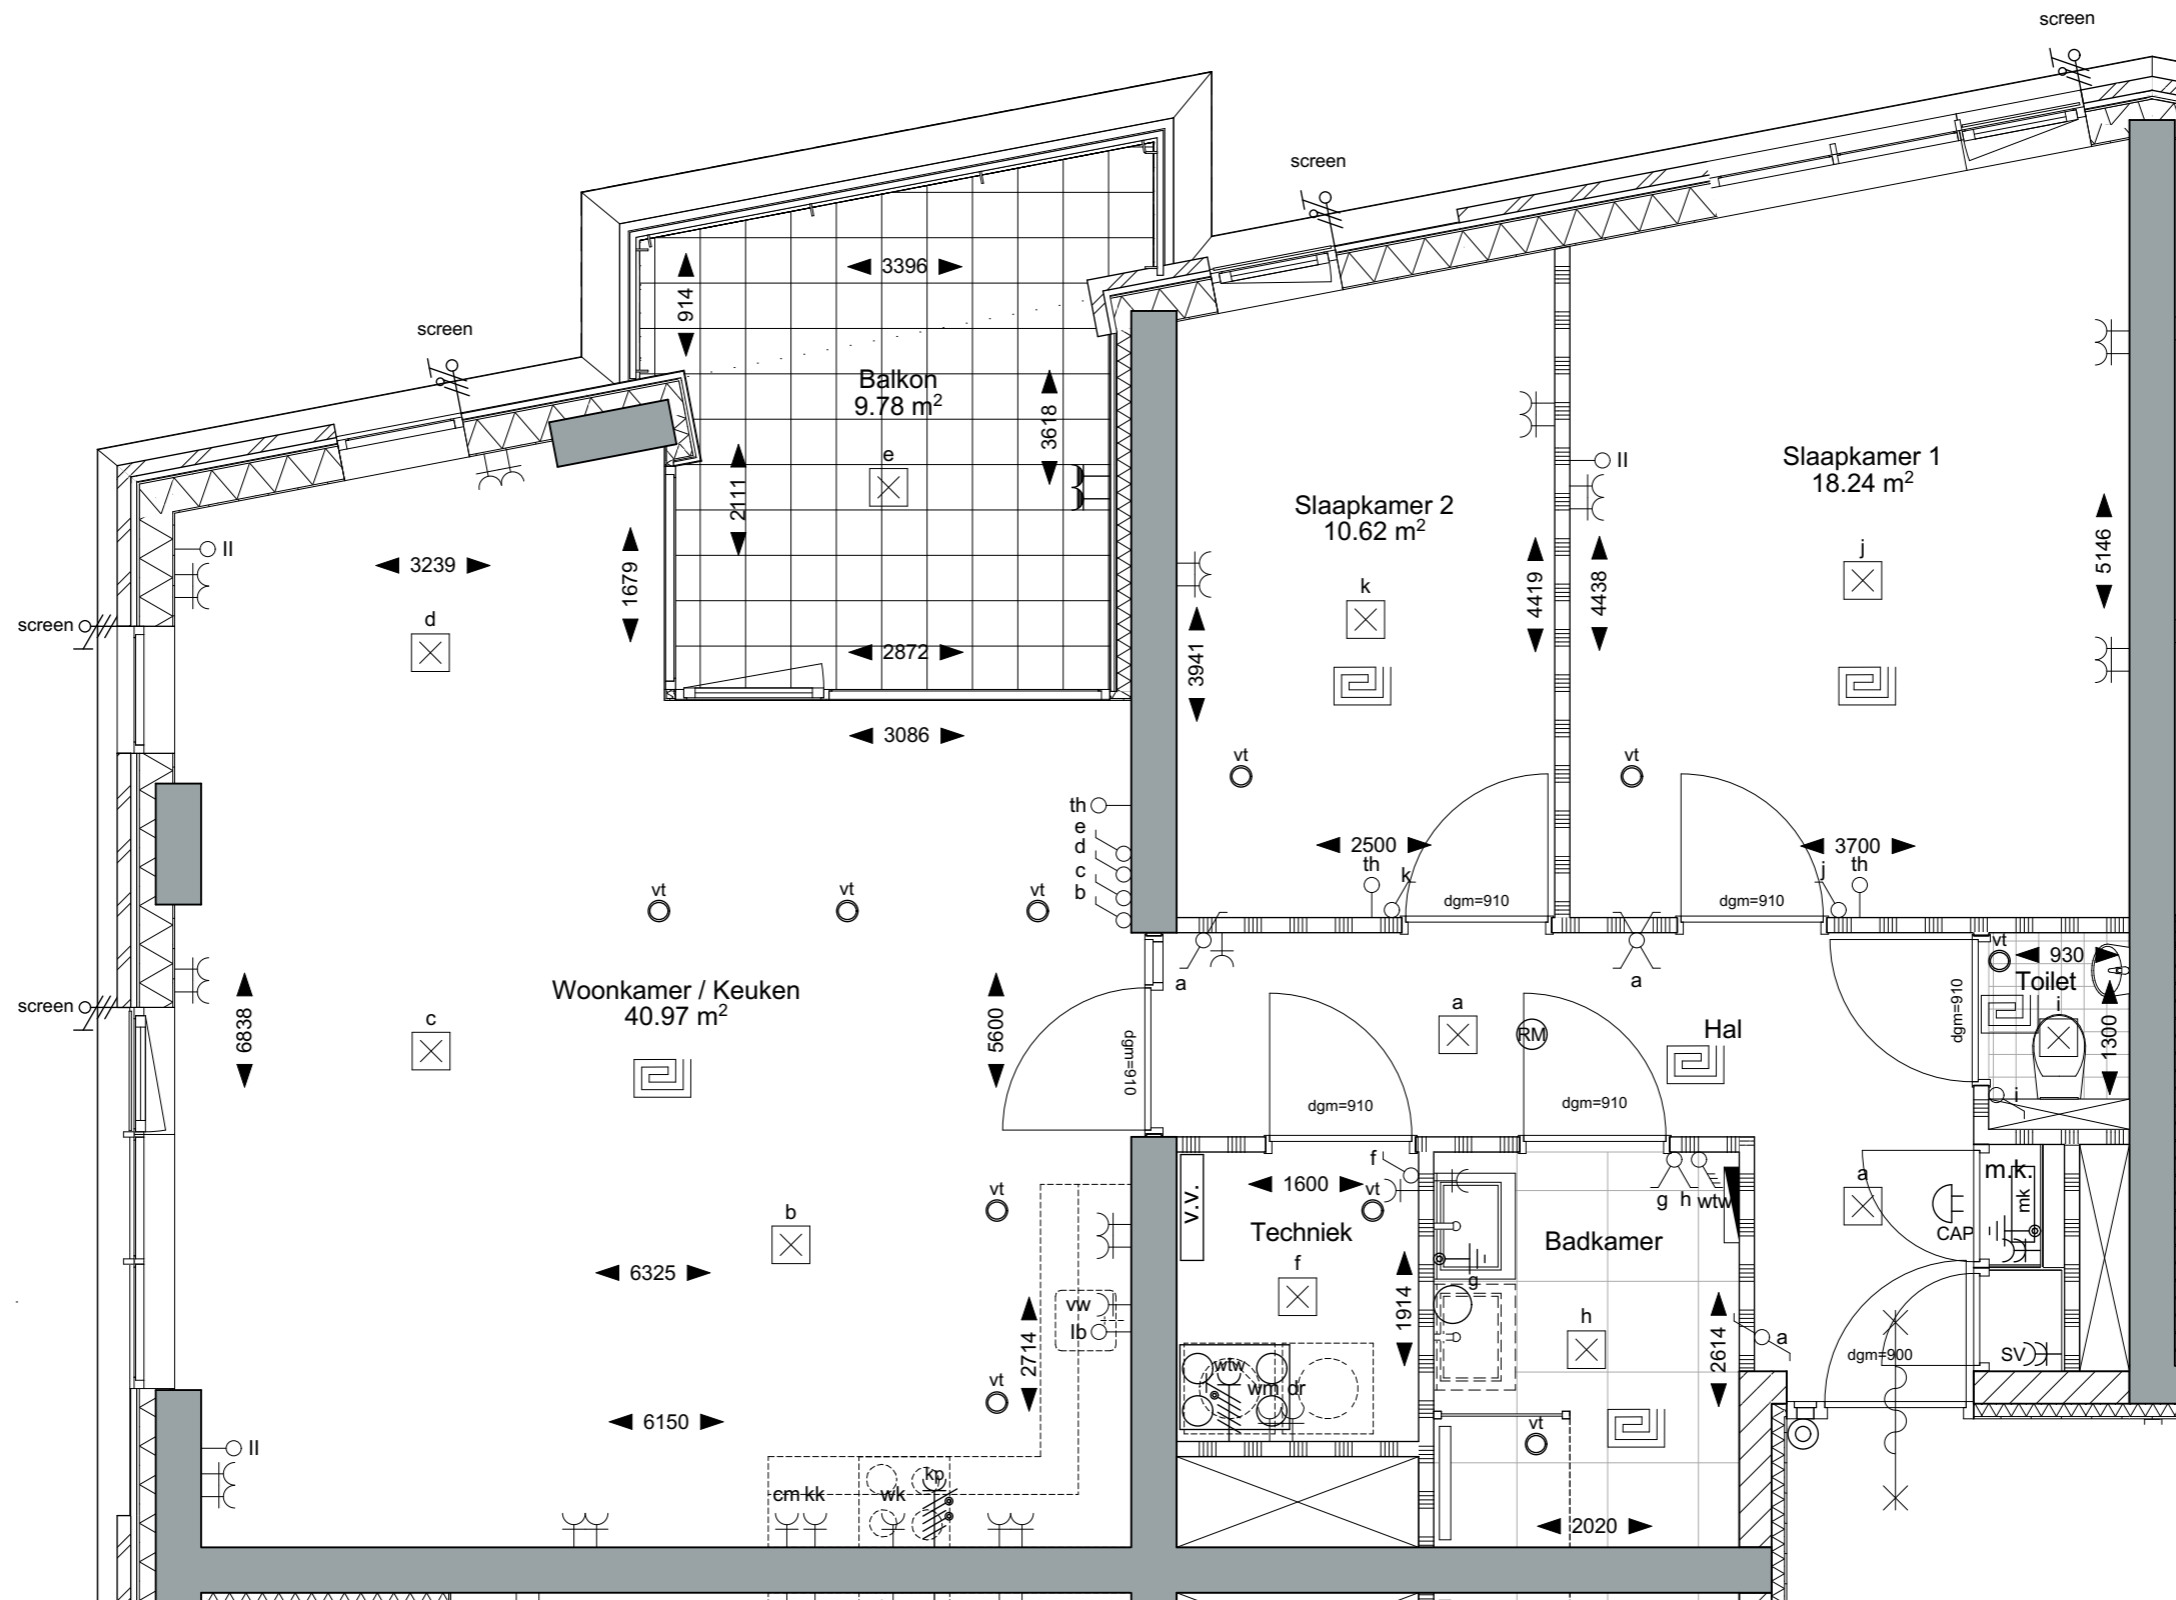 screen
screen
screen
3396
914
screen
Balkon
9.78 m²
3618
e
2111
Slaapkamer 1
18.24 m²
II
Slaapkamer 2
10.62 m²
II
3239
1679
j
5146
k
4419
4438
d
screen
2872
3941
3086
vt
vt
th
e
d
c
b
2500
th
k
3700
th
j
dgm=910
dgm=910
vt
vt
vt
vt
930
Toilet
i
a
a
Woonkamer / Keuken
40.97 m²
screen
c
6838
5600
dgm=910
a
RM
Hal
dgm=910
1300
dgm=910
dgm=910
i
f
1600
vt
g
h
wtw
a
m.k.
mk
CAP
v.v.
Techniek
f
Badkamer
vt
b
6325
vw
lb
2714
1914
g
h
2614
a
dgm=900
SV
wtw
wm
dr
vt
6150
vt
II
kp
cm
kk
wk
2020